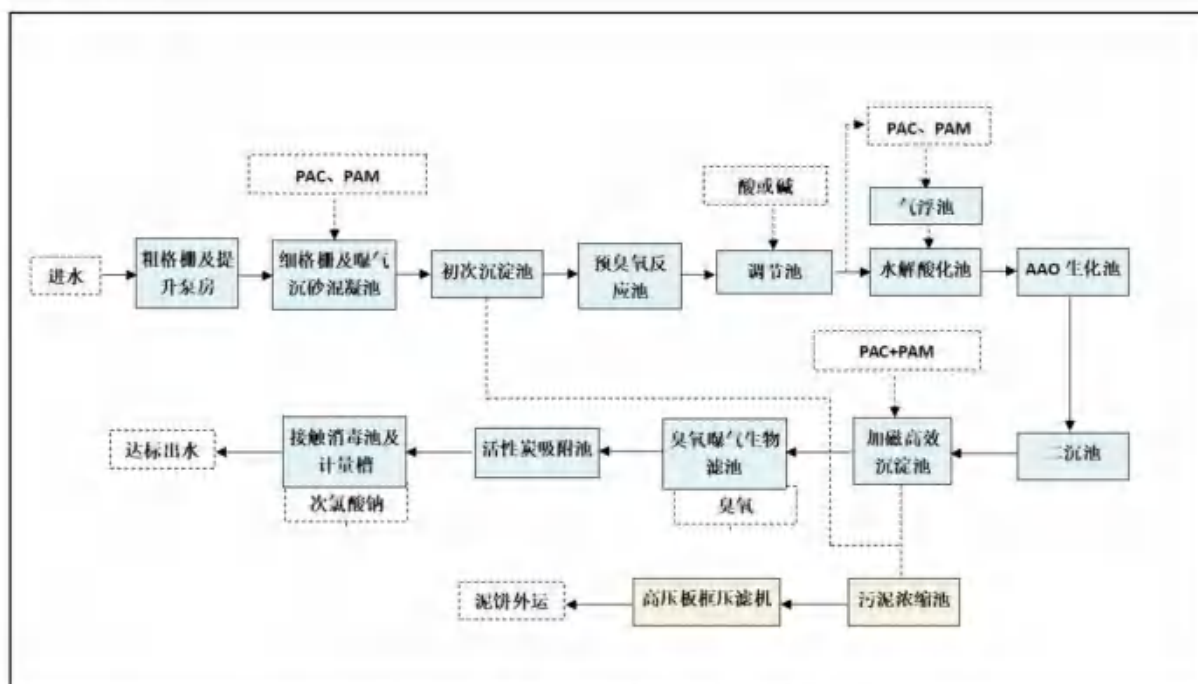 PAC、PAM
PAC、PAM
酸或碱
气浮池
进水
粗格栅及提
升泵房
细格栅及曝气
沉砂混凝池
初次沉淀池
预臭氧反
应池
调节池
水解酸化池
AAO 生化池
PAC+PAM
达标出水
接触消毒池及
计量槽
次氯酸钠
活性炭吸附池
臭氧曝气生物
滤池
臭氧
加磁高效
沉淀池
二沉池
泥饼外运
高压板框压滤机
污泥浓缩池